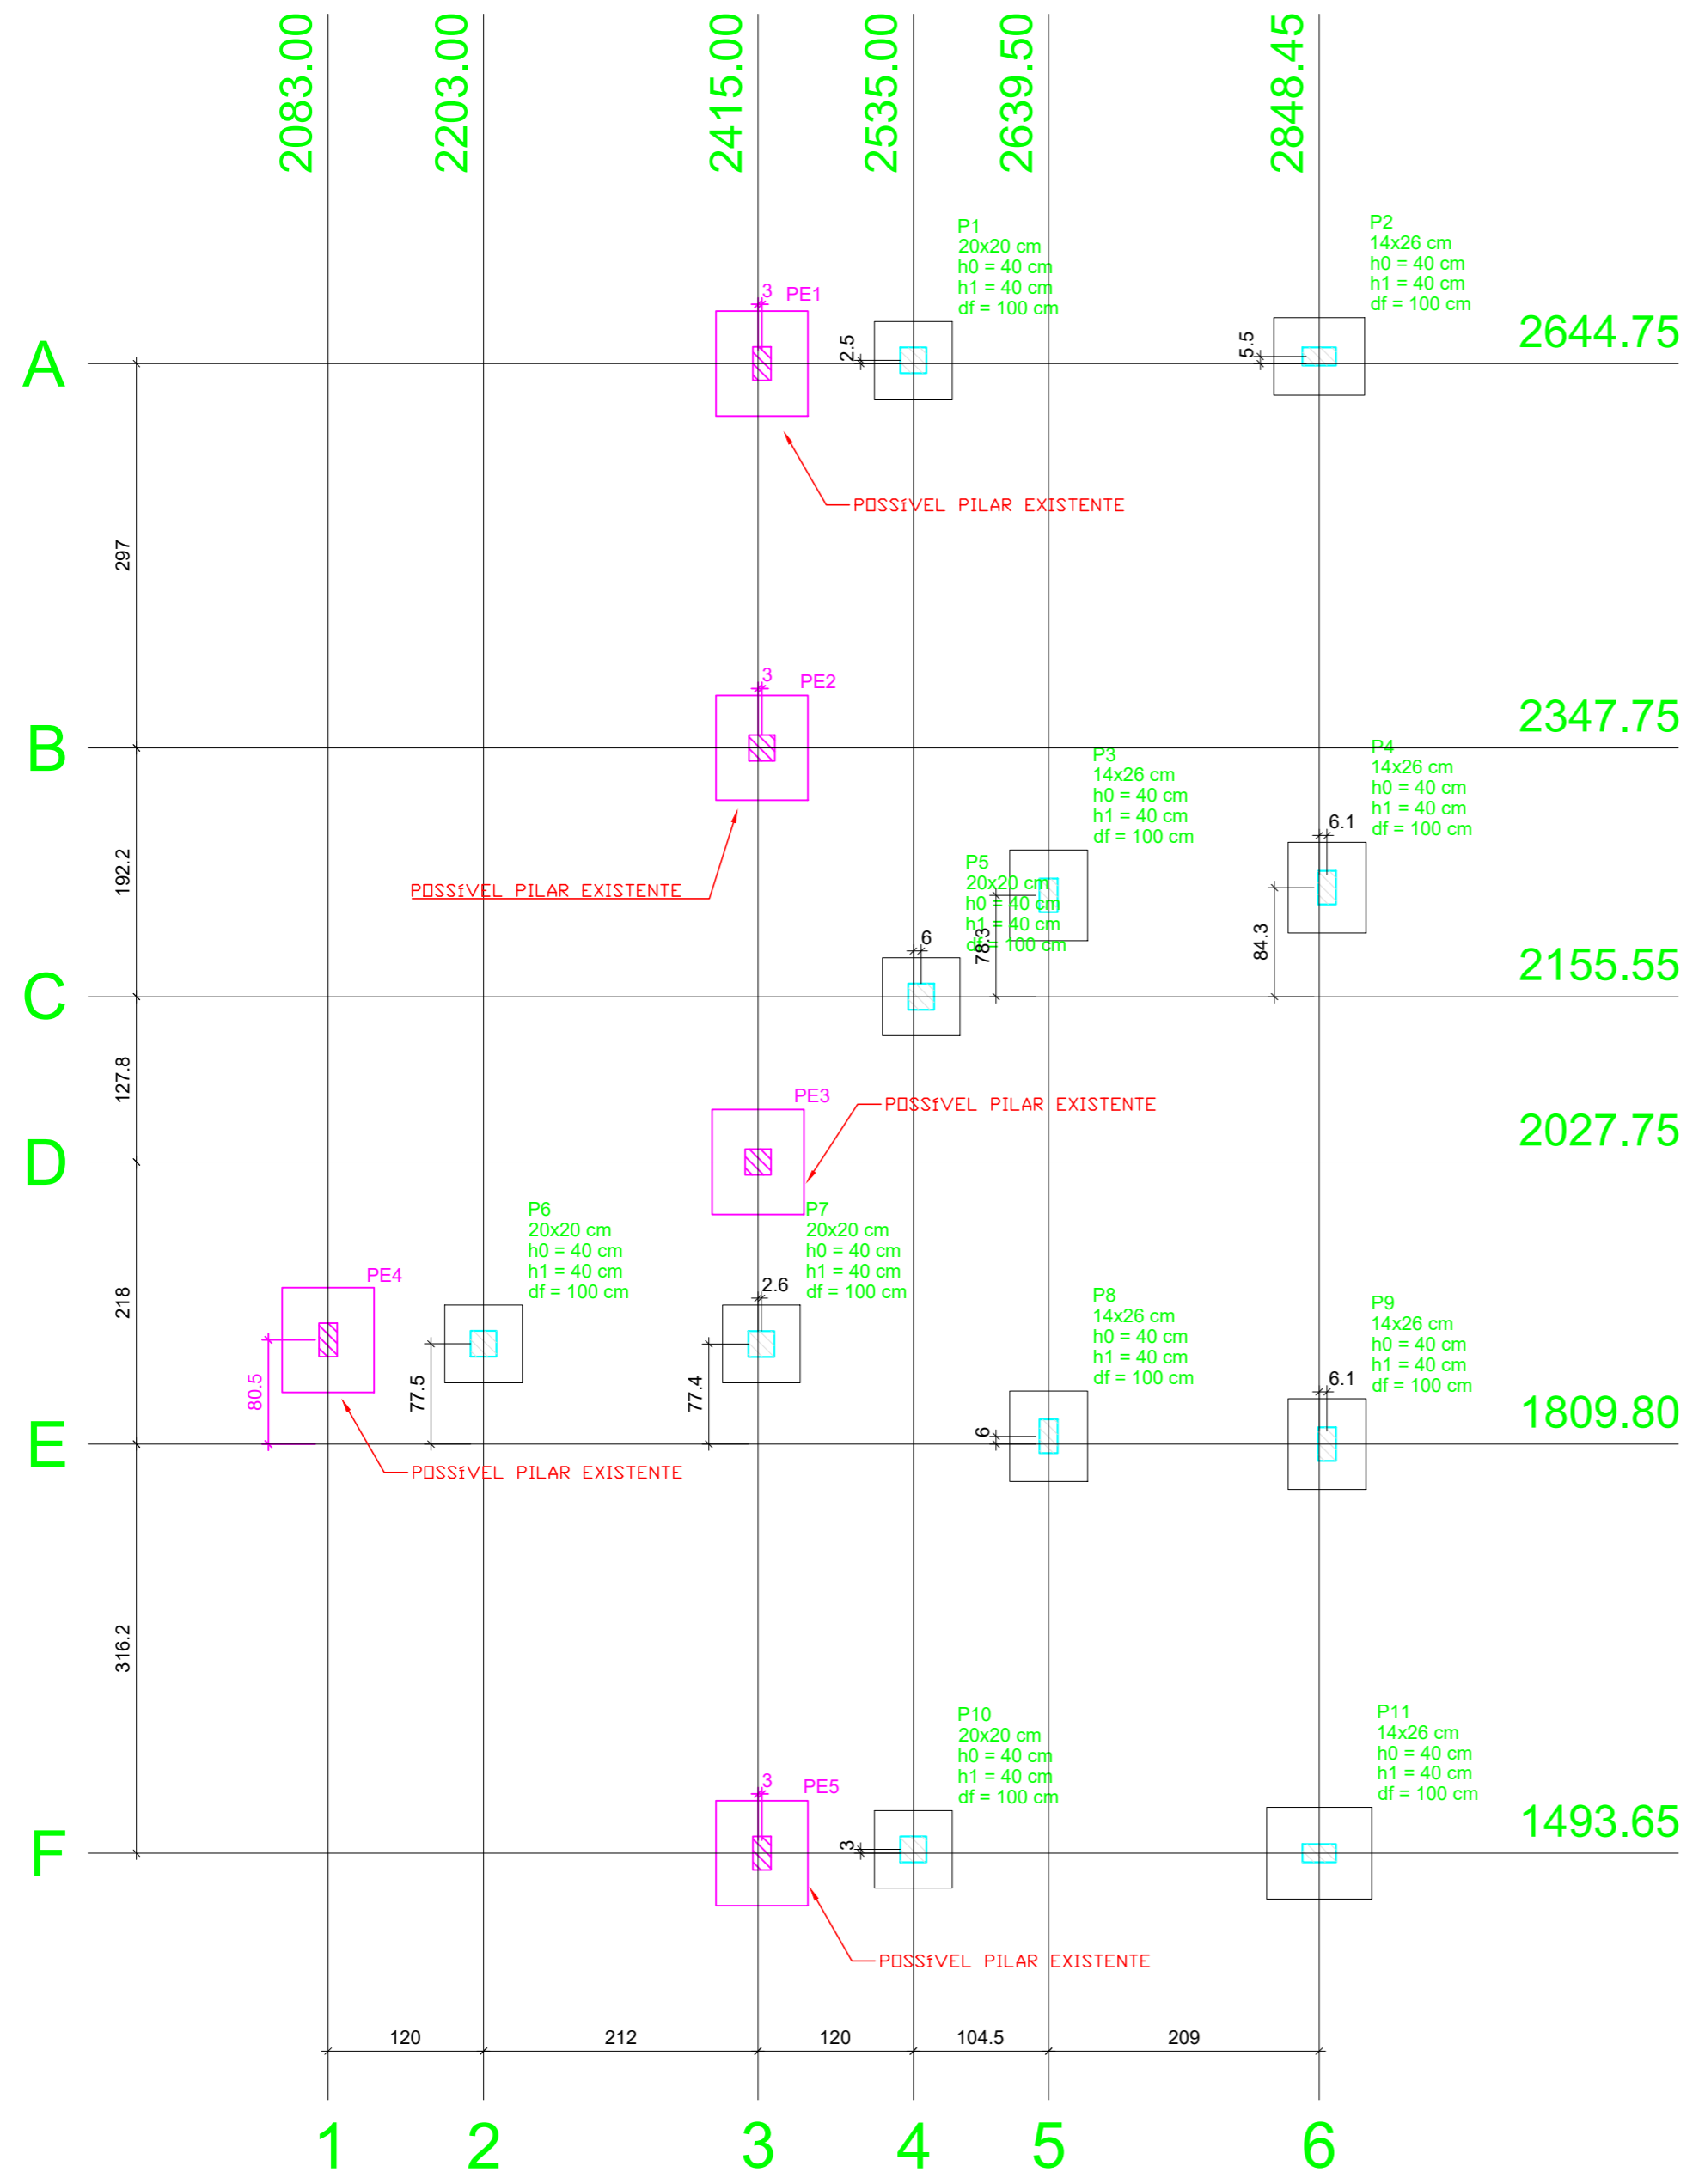 2083.00
2203.00
2415.00
2535.00
2639.50
2848.45
P1
20x20 cm
h0 = 40 cm
h1 = 40 cm
df = 100 cm
P2
14x26 cm
h0 = 40 cm
h1 = 40 cm
df = 100 cm
3
PE1
2.5
5.5
2644.75
A
POSSíVEL PILAR EXISTENTE
297
3
PE2
2347.75
B
P3
14x26 cm
h0 = 40 cm
h1 = 40 cm
df = 100 cm
P4
14x26 cm
h0 = 40 cm
h1 = 40 cm
df = 100 cm
6.1
POSSíVEL PILAR EXISTENTE
192.2
P5
20x20 cm
h0 = 40 cm
h1 = 40 cm
df = 100 cm
6
78.3
84.3
2155.55
C
127.8
PE3
POSSíVEL PILAR EXISTENTE
2027.75
D
P6
20x20 cm
h0 = 40 cm
h1 = 40 cm
df = 100 cm
P7
20x20 cm
h0 = 40 cm
h1 = 40 cm
df = 100 cm
218
PE4
2.6
80.5
77.5
77.4
P8
14x26 cm
h0 = 40 cm
h1 = 40 cm
df = 100 cm
P9
14x26 cm
h0 = 40 cm
h1 = 40 cm
df = 100 cm
6
6.1
1809.80
E
POSSíVEL PILAR EXISTENTE
316.2
P10
20x20 cm
h0 = 40 cm
h1 = 40 cm
df = 100 cm
P11
14x26 cm
h0 = 40 cm
h1 = 40 cm
df = 100 cm
3
PE5
3
1493.65
F
POSSíVEL PILAR EXISTENTE
120
212
120
104.5
209
1
2
3
4
5
6